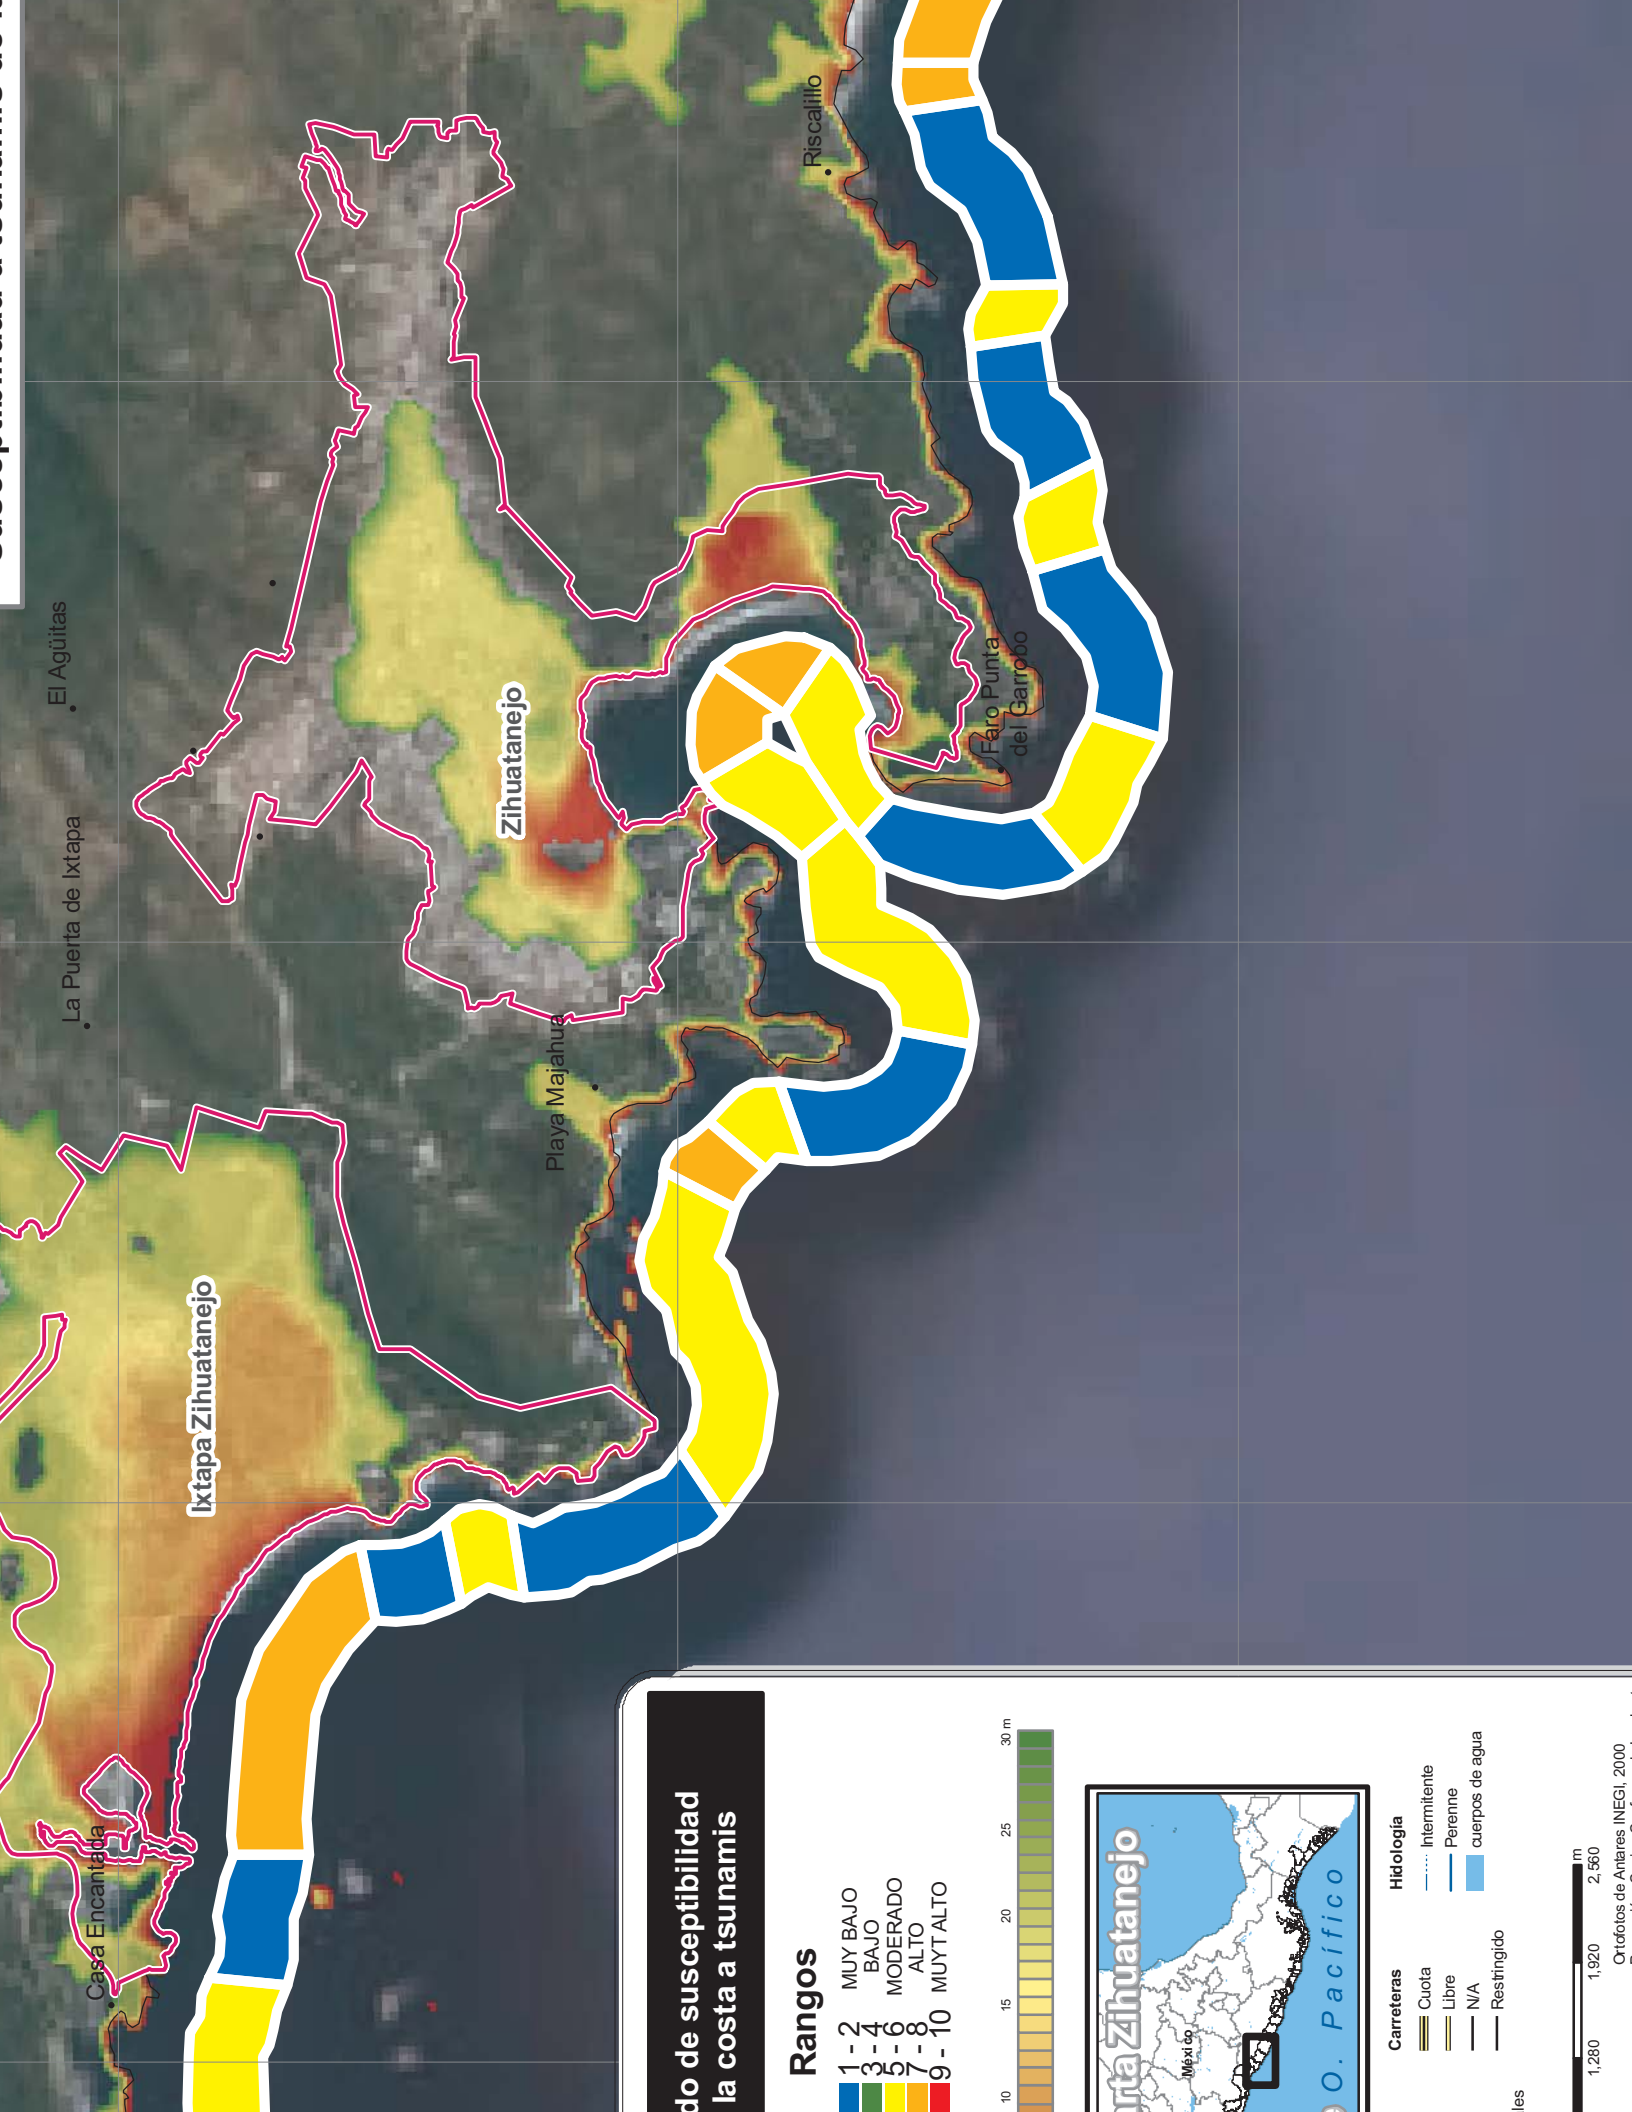 El Agüitas
La Puerta de Ixtapa
Riscalillo
Zihuatanejo
Faro Punta
del Garrobo
Playa Majahua
Ixtapa Zihuatanejo
Casa Encantada
do de susceptibilidad
la costa a tsunamis
Rangos
1 - 2 MUY BAJO
3 - 4 BAJO
5 - 6 MODERADO
7 - 8 ALTO
9 - 10 MUYT ALTO
10 15 20 25 30 m
Zihuatanejo
México
O. Pacífico
Carreteras
Cuota
Libre
N/A
Restringido
Hidología
Intermitente
Perenne
cuerpos de agua
1,280 1,920 2,560 m
Ortofotos de Antares INEGI, 2000